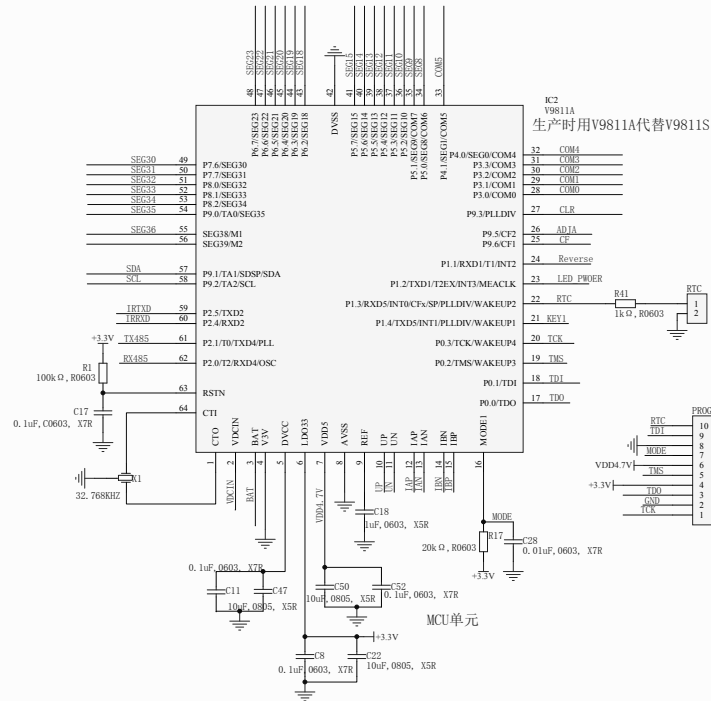 SEG23
SEG22
SEG21
SEG20
SEG19
SEG18
SEG15
SEG14
SEG13
SEG12
SEG11
SEG10
SEG9
SEG8
COM5
48
47
46
45
44
43
42
41
40
39
38
37
36
35
34
33
P6.7/SEG23
P6.6/SEG22
P6.5/SEG21
P6.4/SEG20
P6.3/SEG19
P6.2/SEG18
DVSS
P5.7/SEG15
P5.6/SEG14
P5.5/SEG13
P5.4/SEG12
P5.3/SEG11
P5.2/SEG10
P5.1/SEG9/COM7
P5.0/SEG8/COM6
P4.1/SEG1/COM5
IC2
V9811A
生产时用V9811A代替V9811S
SEG30 49 P7.6/SEG30
SEG31 50 P7.7/SEG31
SEG32 51 P8.0/SEG32
SEG33 52 P8.1/SEG33
SEG34 53 P8.2/SEG34
SEG35 54 P9.0/TA0/SEG35
SEG36 55 SEG38/M1
56 SEG39/M2
SDA 57 P9.1/TA1/SDSP/SDA
SCL 58 P9.2/TA2/SCL
IRTXD 59 P2.5/TXD2
IRRXD 60 P2.4/RXD2
TX485 61 P2.1/T0/TXD4/PLL
RX485 62 P2.0/T2/RXD4/OSC
63 RSTN
64 CTI
P4.0/SEG0/COM4 32 COM4
P3.3/COM3 31 COM3
P3.2/COM2 30 COM2
P3.1/COM1 29 COM1
P3.0/COM0 28 COM0
P9.3/PLLDIV 27 CLR
P9.5/CF2 26 ADJA
P9.6/CF1 25 CF
P1.1/RXD1/T1/INT2 24 Reverse
P1.2/TXD1/T2EX/INT3/MEACLK 23 LED PWOER
P1.3/RXD5/INT0/CFx/SP/PLLDIV/WAKEUP2 22 RTC
P1.4/TXD5/INT1/PLLDIV/WAKEUP1 21 KEY1
P0.3/TCK/WAKEUP4 20 TCK
P0.2/TMS/WAKEUP3 19 TMS
P0.1/TDI 18 TDI
P0.0/TDO 17 TDO
R41
1kΩ,R0603
RTC
1
2
+3.3V
R1
100kΩ,R0603
C17
0.1uF,C0603, X7R
X1
32.768KHZ
CTO
VDCIN
BAT
V3V
DVCC
LDO33
VDD5
AVSS
REF
UP
UN
IAP
IAN
IBN
IBP
MODE1
1
2
3
4
5
6
7
8
9
10
11
12
13
14
15
16
VDCIN
BAT
VDD4.7V
UP
UN
IAP
IAN
IBN
IBP
C18
1uF,0603, X5R
MODE
R17
20kΩ,R0603
+3.3V
C28
0.01uF,0603, X7R
PROG
RTC 10
TDI 9
8
MODE 7
VDD4.7V 6
TMS 5
+3.3V 4
TDO 3
GND 2
TCK 1
0.1uF,0603, X7R
C11
C47
10uF,0805, X5R
C50
10uF,0805, X5R
C52
0.1uF,0603, X7R
MCU单元
+3.3V
C8
0.1uF,0603, X7R
C22
10uF,0805, X5R